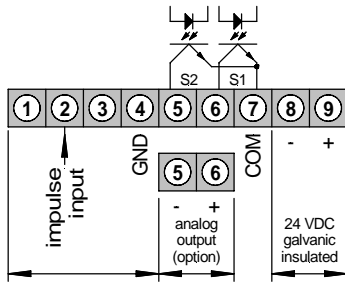 S2 S1
1 2 3 4 5 6 7 8 9
impulse
input
GND
5 6
COM
- +
analog
output
(option)
- +
24 VDC
galvanic
insulated